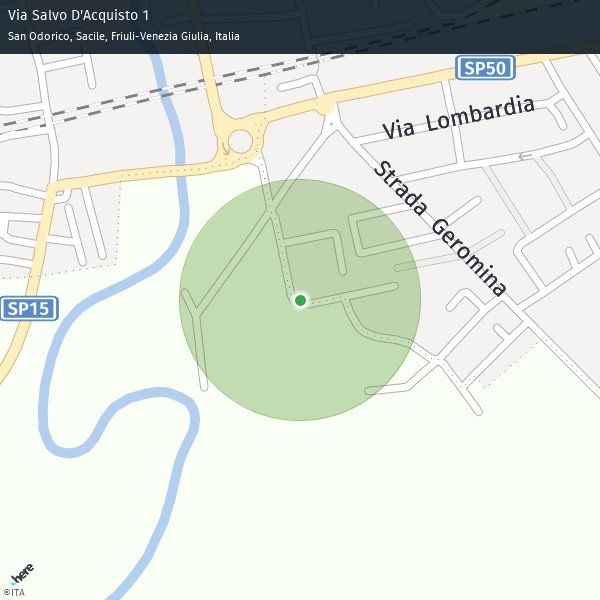 Via Salvo D'Acquisto 1
San Odorico, Sacile, Friuli-Venezia Giulia, Italia
SP50
Via Lombardia
Strada Geromina
SP15
here
©ITA